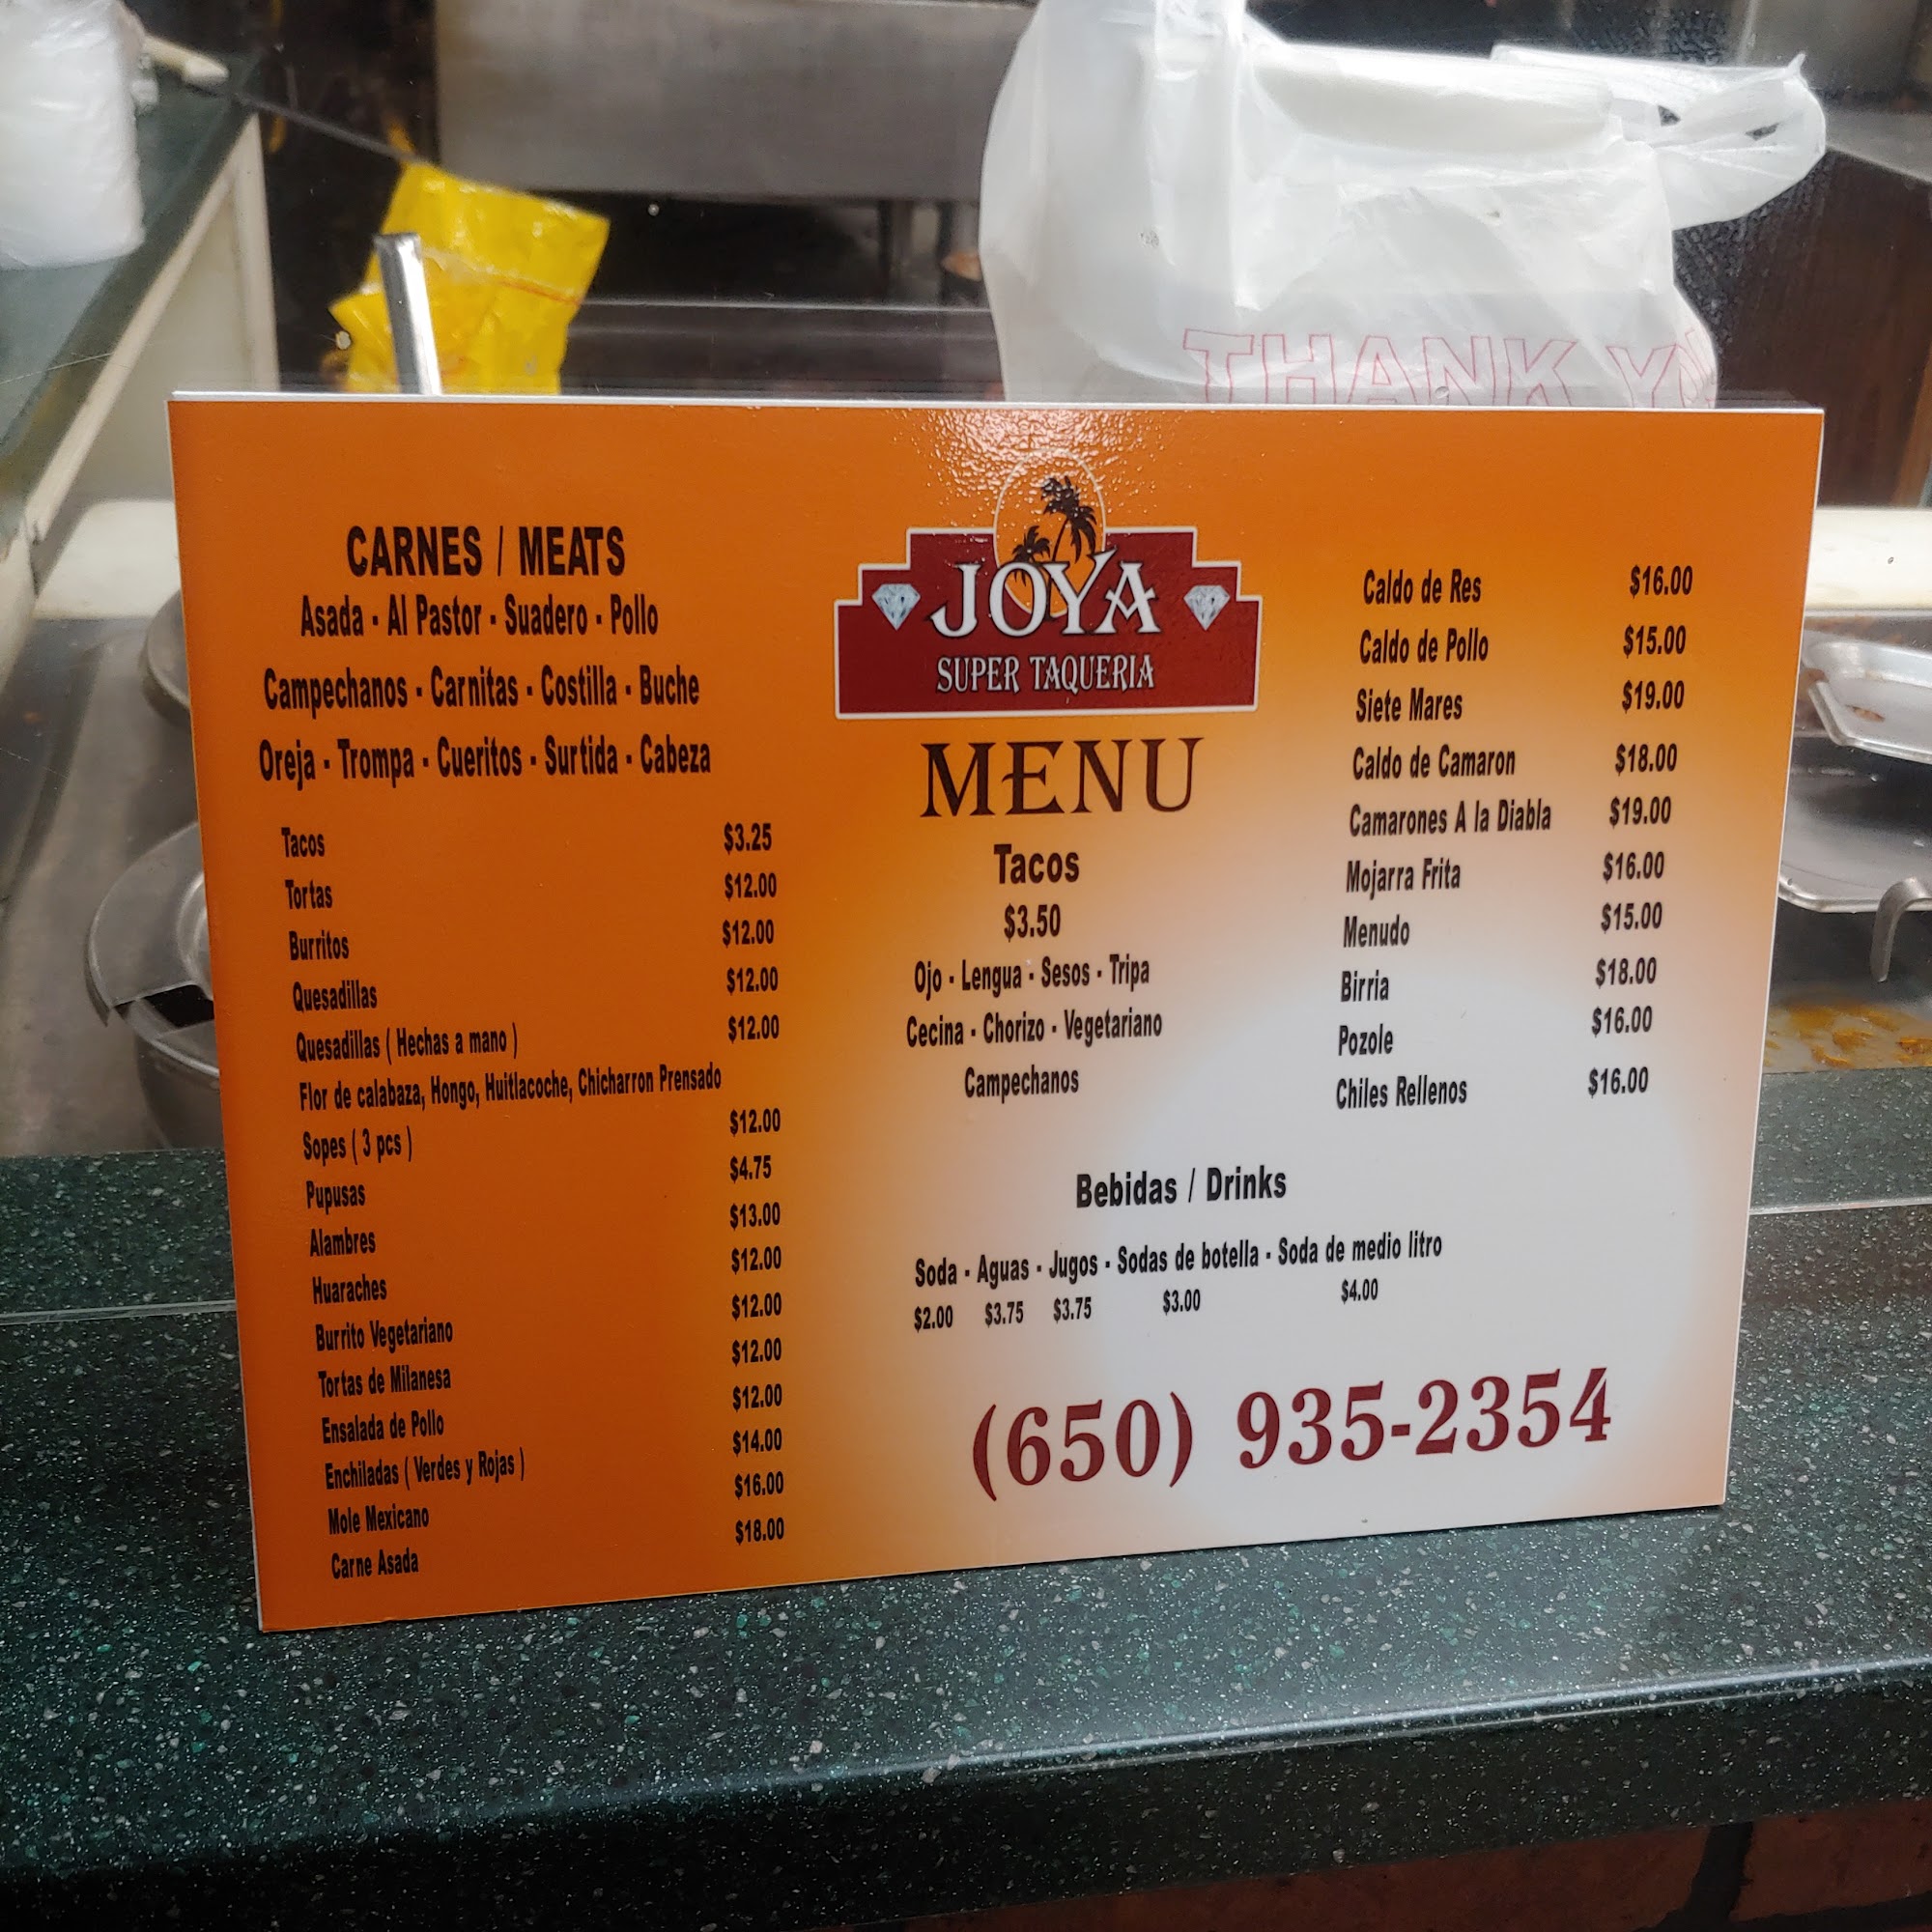 THANK Y
CARNES / MEATS
Asada - Al Pastor - Suadero - Pollo
Campechanos - Carnitas - Costilla - Buche
Oreja - Trompa - Cueritos - Surtida - Cabeza
Tacos $3.25
Tortas $12.00
Burritos $12.00
Quesadillas $12.00
Quesadillas ( Hechas a mano ) $12.00
Flor de calabaza, Hongo, Huitlacoche, Chicharron Prensado
Sopes ( 3 pcs ) $12.00
Pupusas $4.75
Alambres $13.00
Huaraches $12.00
Burrito Vegetariano $12.00
Tortas de Milanesa $12.00
Ensalada de Pollo $12.00
Enchiladas ( Verdes y Rojas ) $14.00
Mole Mexicano $16.00
Carne Asada $18.00
JOYA
SUPER TAQUERIA
MENU
Tacos
$3.50
Ojo - Lengua - Sesos - Tripa
Cecina - Chorizo - Vegetariano
Campechanos
Caldo de Res $16.00
Caldo de Pollo $15.00
Siete Mares $19.00
Caldo de Camaron $18.00
Camarones A la Diabla $19.00
Mojarra Frita $16.00
Menudo $15.00
Birria $18.00
Pozole $16.00
Chiles Rellenos $16.00
Bebidas / Drinks
Soda - Aguas - Jugos - Sodas de botella - Soda de medio litro
$2.00 $3.75 $3.75 $3.00 $4.00
(650) 935-2354